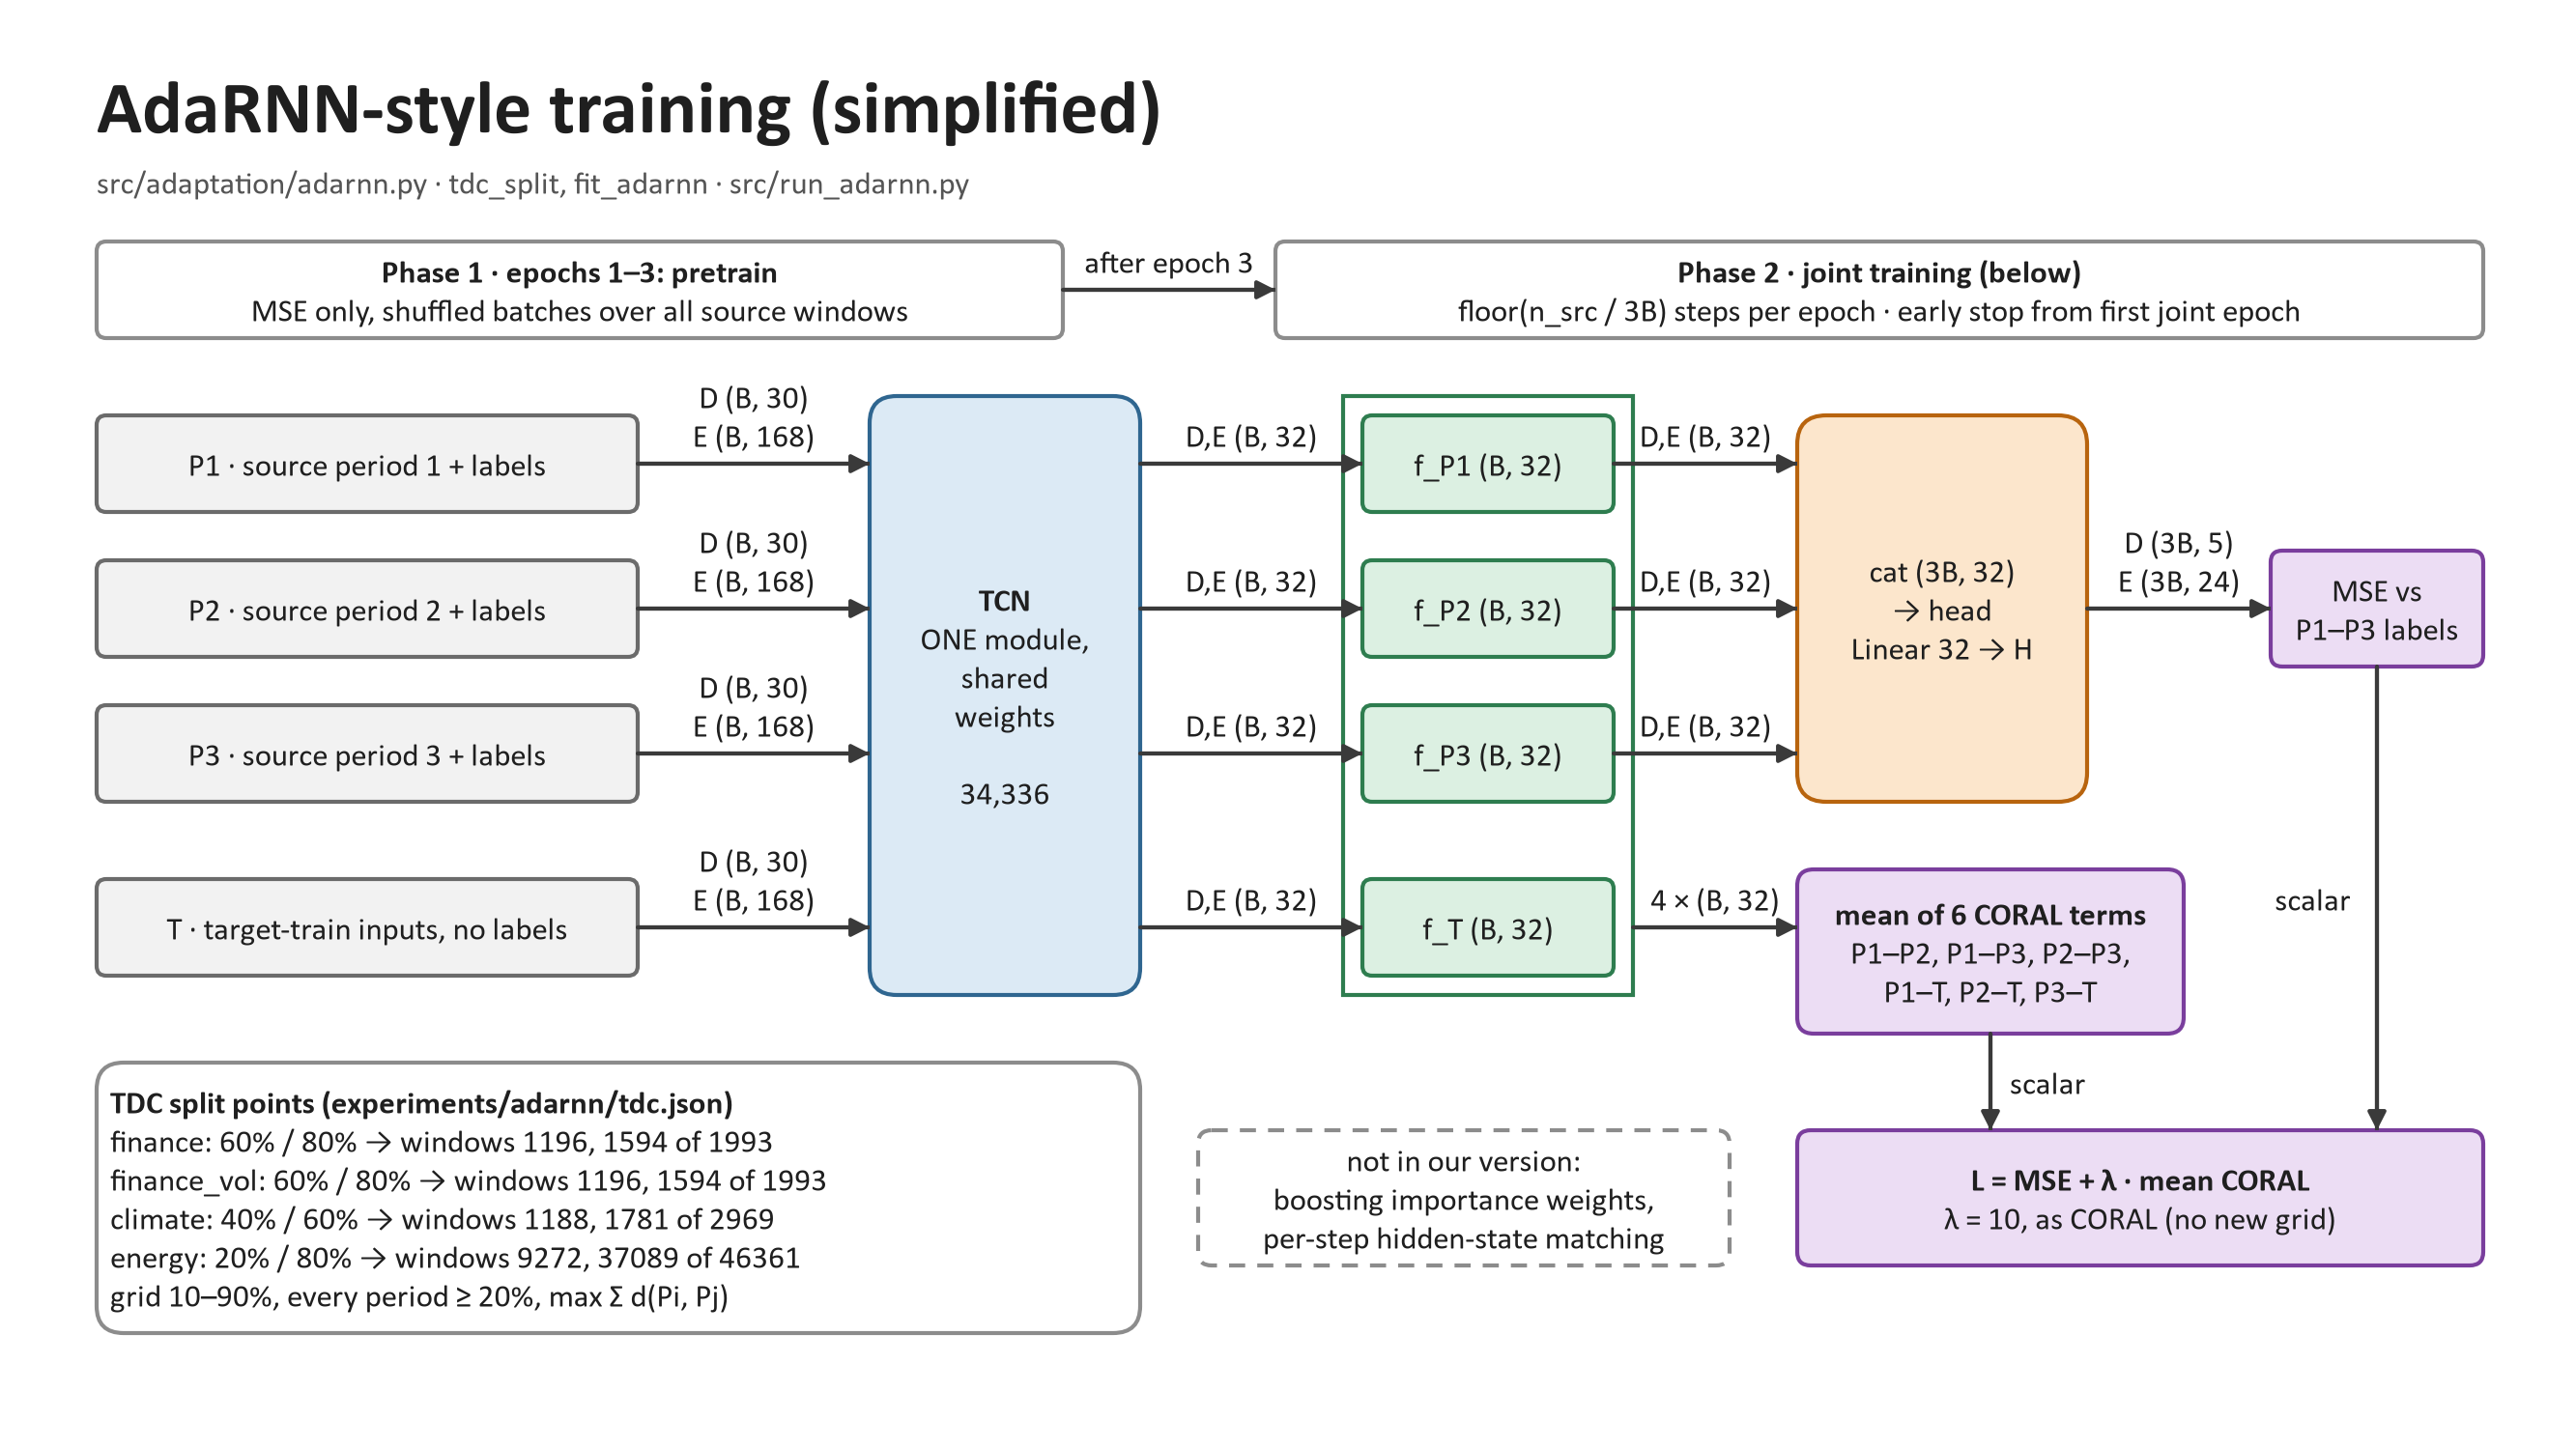 AdaRNN-style training (simplified)
src/adaptation/adarnn.py · tdc_split, fit_adarnn · src/run_adarnn.py
Phase 1 · epochs 1–3: pretrain
MSE only, shuffled batches over all source windows
after epoch 3
Phase 2 · joint training (below)
floor(n_src / 3B) steps per epoch · early stop from first joint epoch
P1 · source period 1 + labels
D (B, 30)
E (B, 168)
P2 · source period 2 + labels
D (B, 30)
E (B, 168)
P3 · source period 3 + labels
D (B, 30)
E (B, 168)
T · target-train inputs, no labels
D (B, 30)
E (B, 168)
TCN
ONE module,
shared
weights
34,336
D,E (B, 32)
D,E (B, 32)
D,E (B, 32)
D,E (B, 32)
f_P1 (B, 32)
f_P2 (B, 32)
f_P3 (B, 32)
f_T (B, 32)
D,E (B, 32)
D,E (B, 32)
D,E (B, 32)
4 × (B, 32)
cat (3B, 32)
→ head
Linear 32 → H
D (3B, 5)
E (3B, 24)
MSE vs
P1–P3 labels
mean of 6 CORAL terms
P1–P2, P1–P3, P2–P3,
P1–T, P2–T, P3–T
scalar
scalar
L = MSE + λ · mean CORAL
λ = 10, as CORAL (no new grid)
TDC split points (experiments/adarnn/tdc.json)
finance: 60% / 80% → windows 1196, 1594 of 1993
finance_vol: 60% / 80% → windows 1196, 1594 of 1993
climate: 40% / 60% → windows 1188, 1781 of 2969
energy: 20% / 80% → windows 9272, 37089 of 46361
grid 10–90%, every period ≥ 20%, max Σ d(Pi, Pj)
not in our version:
boosting importance weights,
per-step hidden-state matching